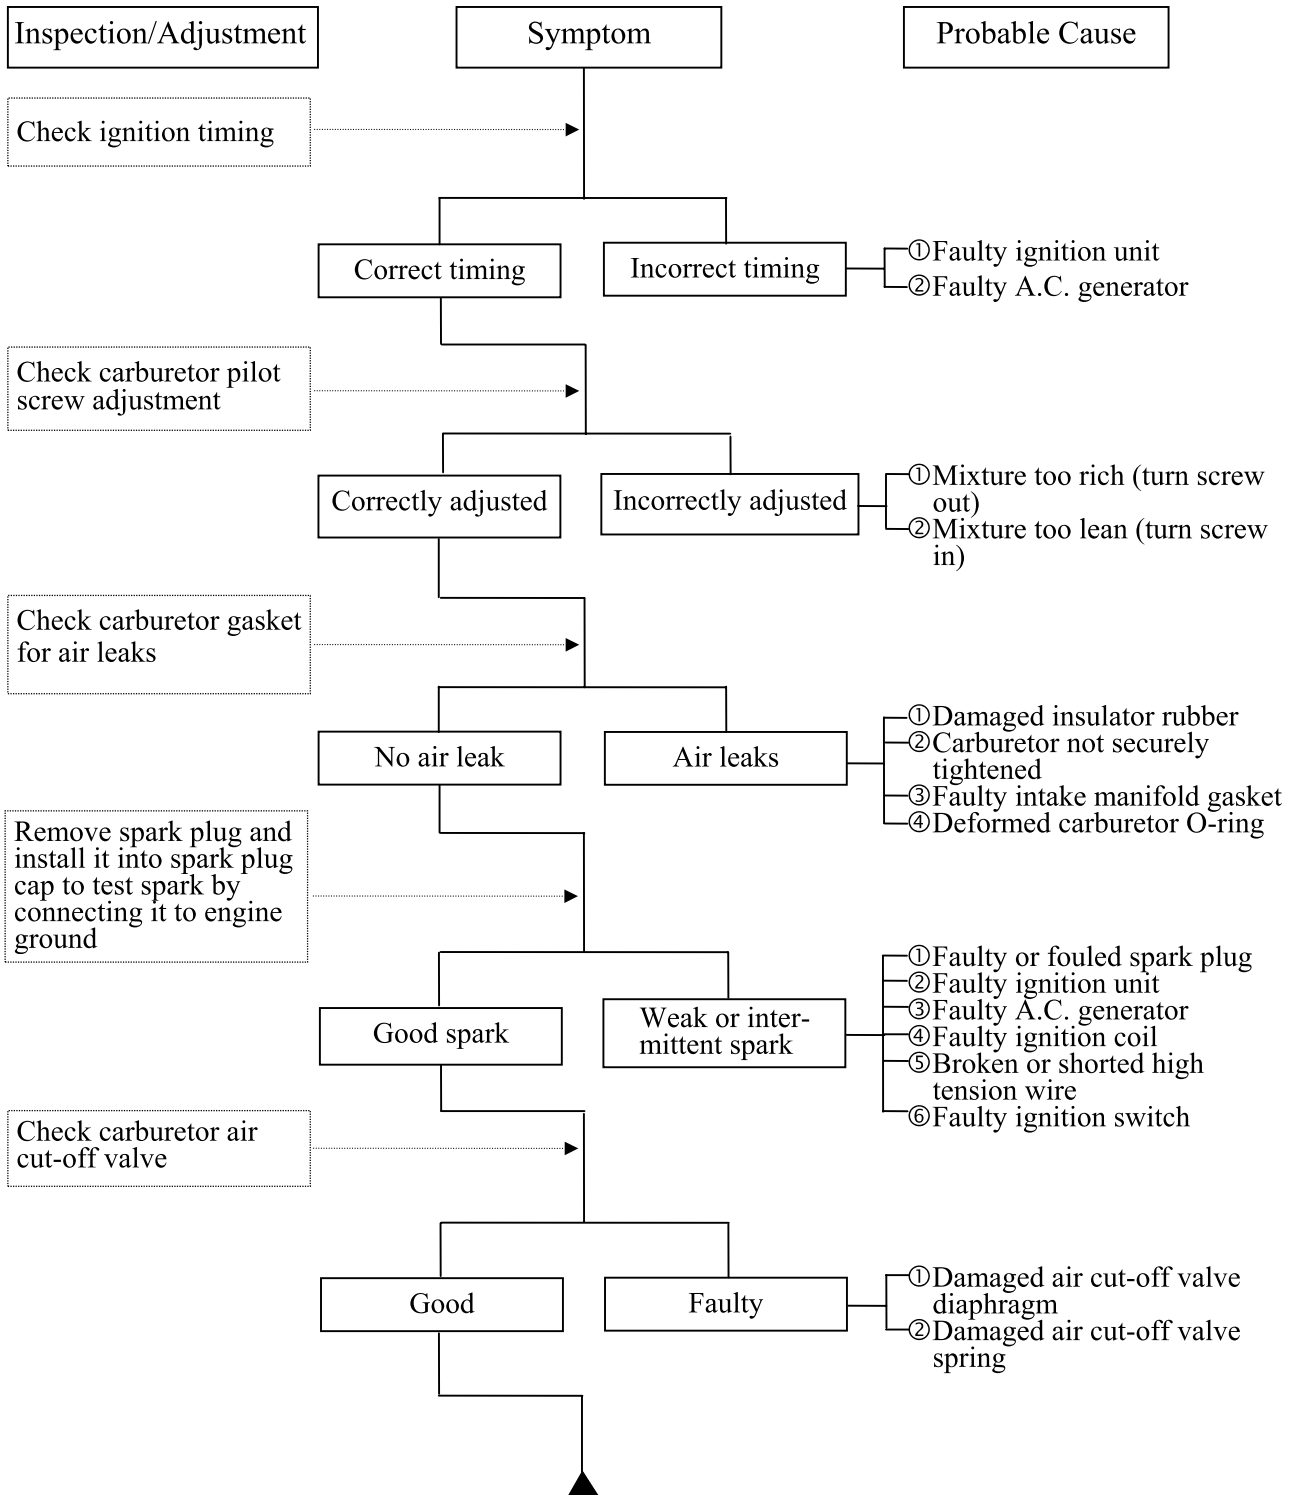 Inspection/Adjustment
Symptom
Probable Cause
Check ignition timing
Correct timing
Incorrect timing
①Faulty ignition unit
②Faulty A.C. generator
Check carburetor pilot
screw adjustment
Correctly adjusted
Incorrectly adjusted
①Mixture too rich (turn screw
out)
②Mixture too lean (turn screw
in)
Check carburetor gasket
for air leaks
No air leak
Air leaks
①Damaged insulator rubber
②Carburetor not securely
tightened
③Faulty intake manifold gasket
④Deformed carburetor O-ring
Remove spark plug and
install it into spark plug
cap to test spark by
connecting it to engine
ground
Good spark
Weak or inter-
mittent spark
①Faulty or fouled spark plug
②Faulty ignition unit
③Faulty A.C. generator
④Faulty ignition coil
⑤Broken or shorted high
tension wire
⑥Faulty ignition switch
Check carburetor air
cut-off valve
Good
Faulty
①Damaged air cut-off valve
diaphragm
②Damaged air cut-off valve
spring